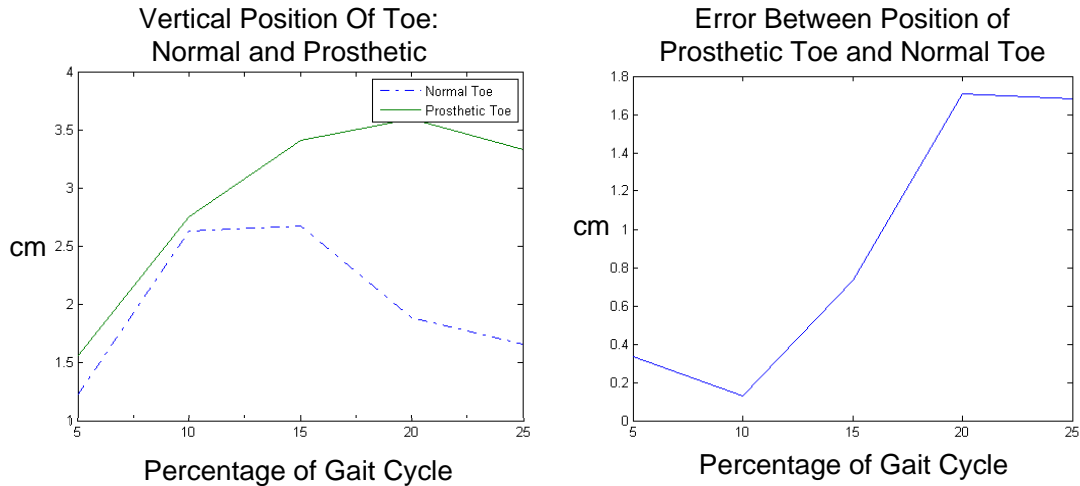 Vertical Position Of Toe:
Normal and Prosthetic
4
3.5
3
2.5
2
1.5
1
cm
Normal Toe
Prosthetic Toe
5
10
15
20
25
Percentage of Gait Cycle
Error Between Position of
Prosthetic Toe and Normal Toe
1.8
1.6
1.4
1.2
1
0.8
0.6
0.4
0.2
0
cm
5
10
15
20
25
Percentage of Gait Cycle